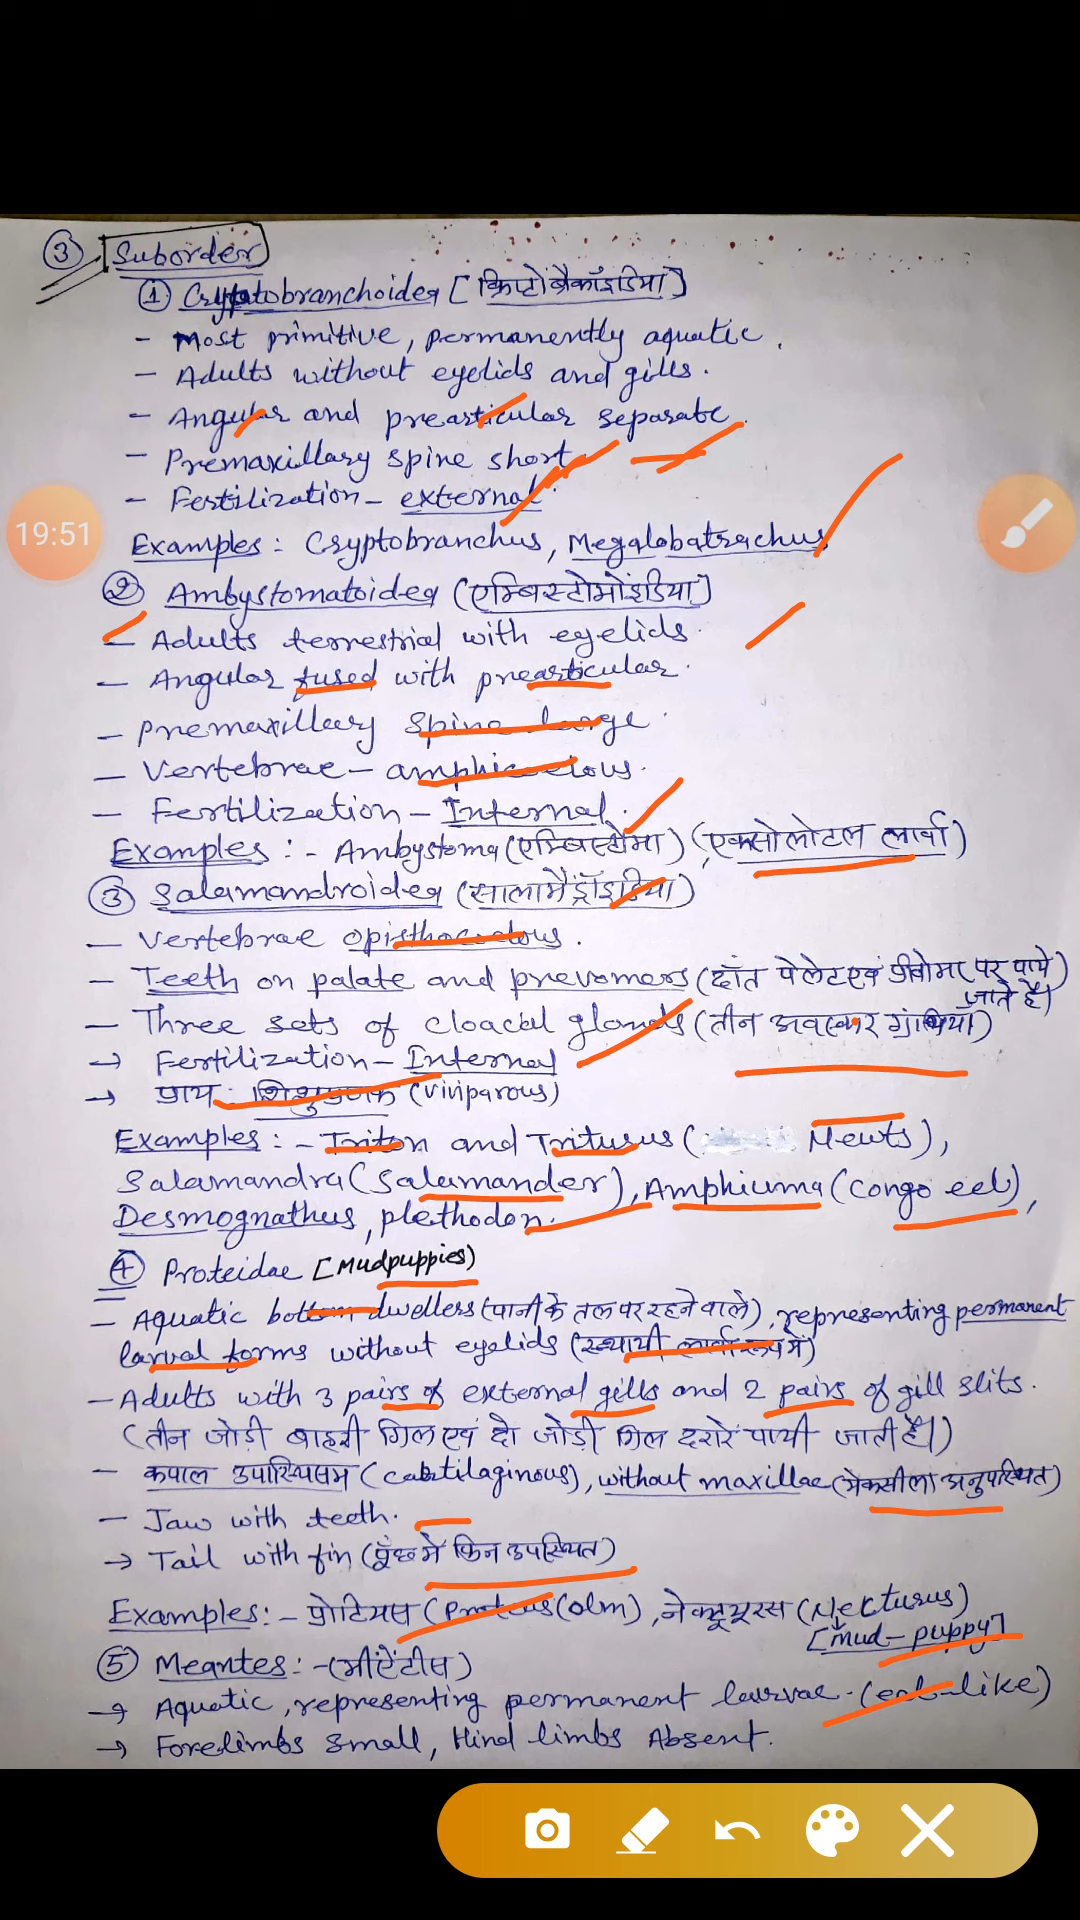 ③ Suborder
① Cryptobranchoidea [क्रिप्टोब्रैकॉइडिया]
- Most primitive, permanently aquatic.
- Adults without eyelids and gills.
- Angular and prearticular separate.
- Premaxillary spine short.
- Fertilization - external.
19:51
Examples: Cryptobranchus, Megalobatrachus
② Ambystomatoidea (एम्बिस्टोमोइडिया]
- Adults terrestrial with eyelids.
- Angular fused with prearticular.
- Premaxillary spine large.
- Vertebrae - amphicoelous.
- Fertilization - Internal.
Examples :- Ambystoma (एम्बिस्टोमा) (एक्सोलोटल लार्वा)
③ Salamandroidea (सालामैंड्रॉइडिया)
- Vertebrae opisthocoelous.
- Teeth on palate and prevomers (दाँत पेलेट एवं प्रीवोमर पर पाये
जाते हैं)
- Three sets of cloacal glands (तीन अवस्कर ग्रंथियाँ)
→ Fertilization - Internal
→ प्राय: शिशुप्रजक (viviparous)
Examples :- Triton and Triturus ( Newts),
Salamandra (Salamander), Amphiuma (Congo eel),
Desmognathus, plethodon.
④ Proteidae [Mudpuppies)
- Aquatic bottom dwellers (पानी के तल पर रहने वाले), representing permanent
larval forms without eyelids (स्थायी लार्वा रूप में)
- Adults with 3 pairs of external gills and 2 pairs of gill slits.
(तीन जोड़ी बाहरी गिल एवं दो जोड़ी गिल दरारें पायी जाती हैं।)
- कपाल उपास्थिसम (cartilaginous), without maxillae (मेक्सीला अनुपस्थित)
- Jaw with teeth.
→ Tail with fin (पूँछ में फिन उपस्थित)
Examples:- प्रोटियस (Proteus (olm), नेक्टूरस (Necturus)
[Mud-puppy]
⑤ Meantes:- (मीऐंटीस)
→ Aquatic, representing permanent larvae. (eel-like)
→ Forelimbs small, Hind limbs Absent.